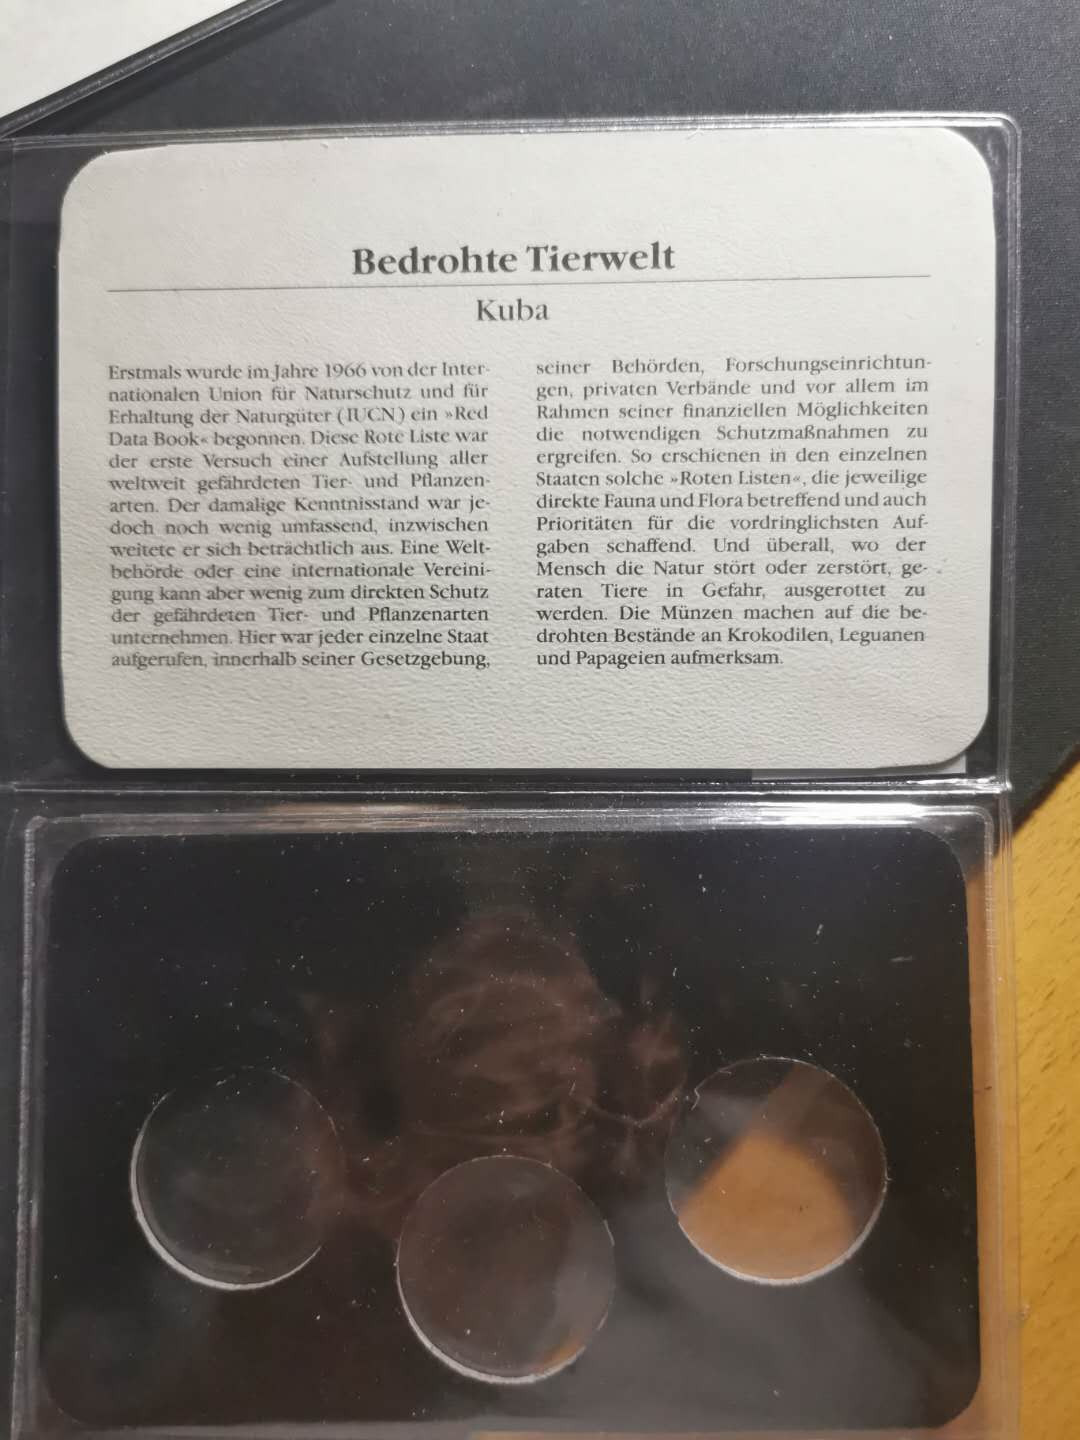 Bedrohte Tierwelt
Kuba
Erstmals wurde im Jahre 1966 von der Inter-
nationalen Union für Naturschutz und für
Erhaltung der Naturgüter (IUCN) ein »Red
Data Book« begonnen. Diese Rote Liste war
der erste Versuch einer Aufstellung aller
weltweit gefährdeten Tier- und Pflanzen-
arten. Der damalige Kenntnisstand war je-
doch noch wenig umfassend, inzwischen
weitete er sich beträchtlich aus. Eine Welt-
behörde oder eine internationale Vereini-
gung kann aber wenig zum direkten Schutz
der gefährdeten Tier- und Pflanzenarten
unternehmen. Hier war jeder einzelne Staat
aufgerufen, innerhalb seiner Gesetzgebung,
seiner Behörden, Forschungseinrichtun-
gen, privaten Verbände und vor allem im
Rahmen seiner finanziellen Möglichkeiten
die notwendigen Schutzmaßnahmen zu
ergreifen. So erschienen in den einzelnen
Staaten solche »Roten Listen«, die jeweilige
direkte Fauna und Flora betreffend und auch
Prioritäten für die vordringlichsten Auf-
gaben schaffend. Und überall, wo der
Mensch die Natur stört oder zerstört, ge-
raten Tiere in Gefahr, ausgerottet zu
werden. Die Münzen machen auf die be-
drohten Bestände an Krokodilen, Leguanen
und Papageien aufmerksam.